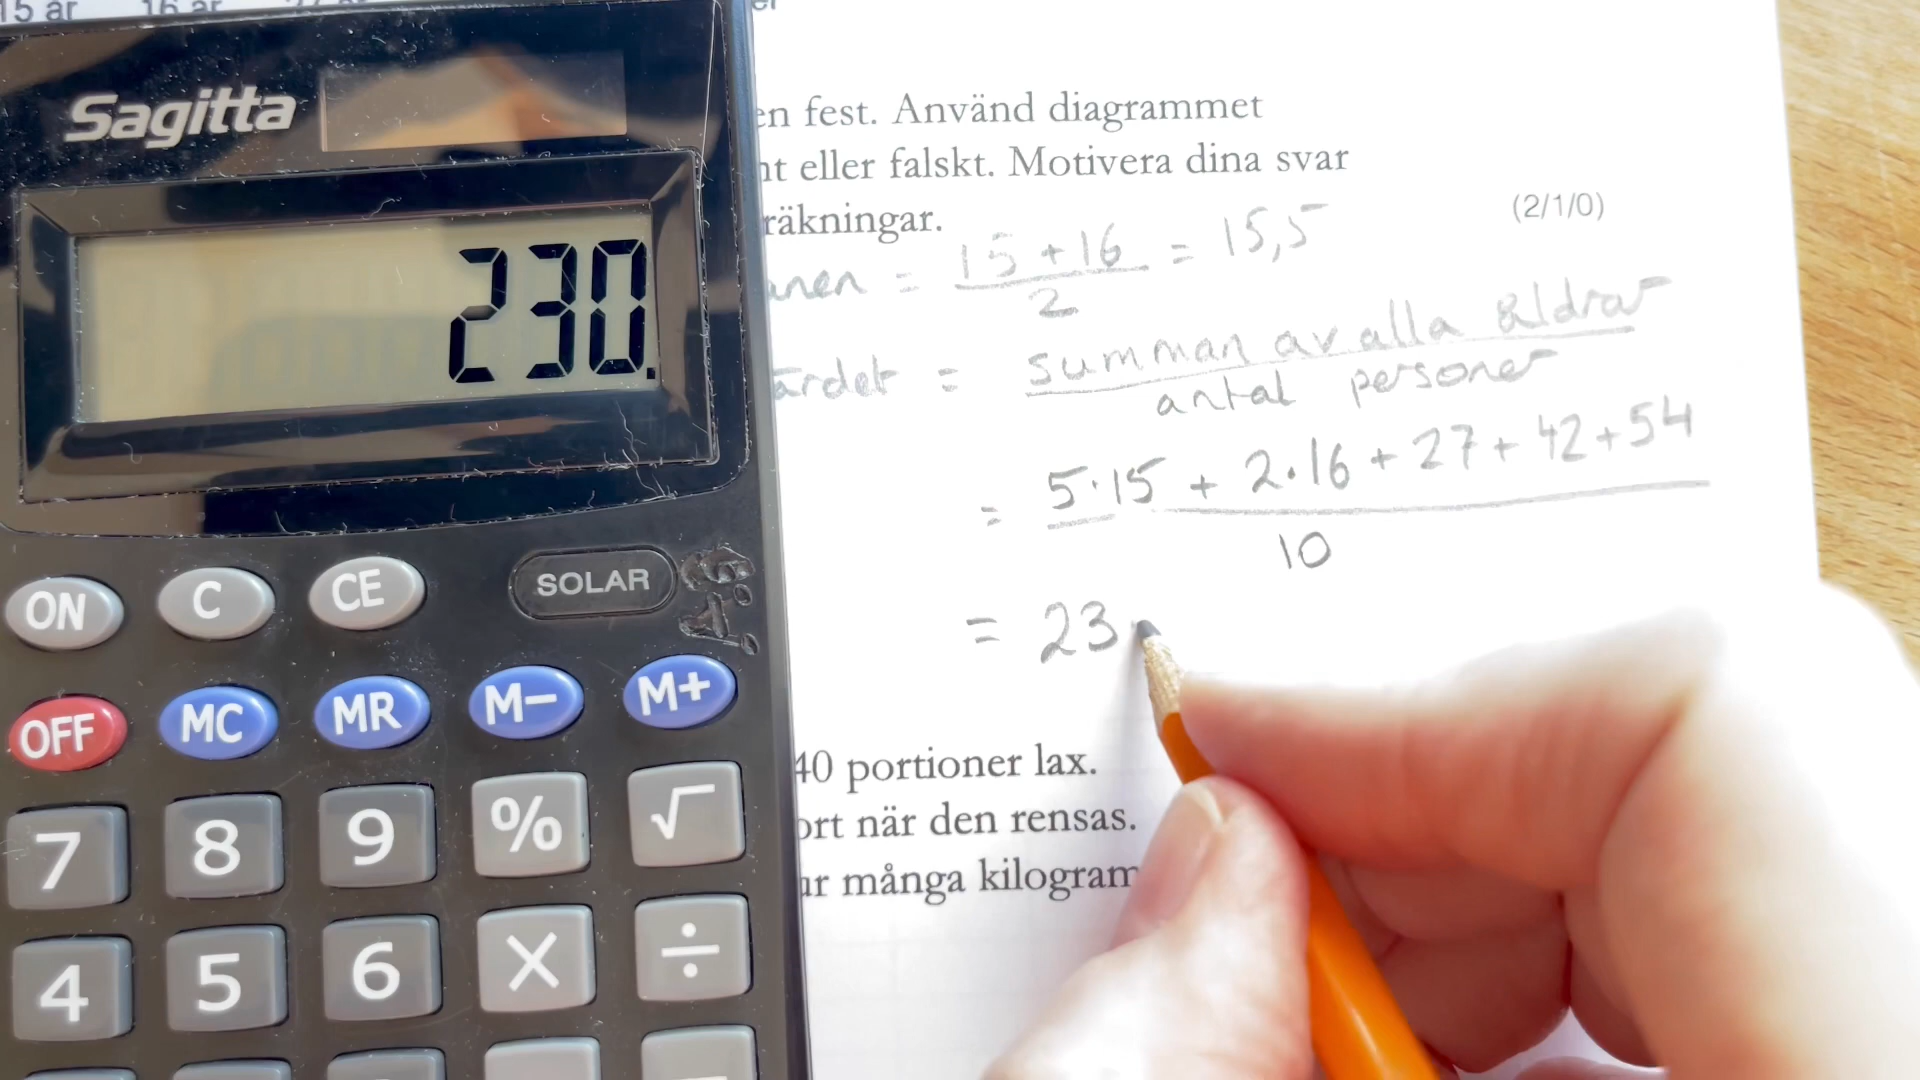 15 år 16 år
Sagitta
230.
ON C CE SOLAR
OFF MC MR M− M+
7 8 9 % √
4 5 6 X ÷
en fest. Använd diagrammet
nt eller falskt. Motivera dina svar
räkningar. (2/1/0)
anen = 15+16 / 2 = 15,5
ärdet = summan av alla åldrar / antal personer
= 5·15 + 2·16 + 27 + 42 + 54 / 10
= 23
40 portioner lax.
ort när den rensas.
ur många kilogram